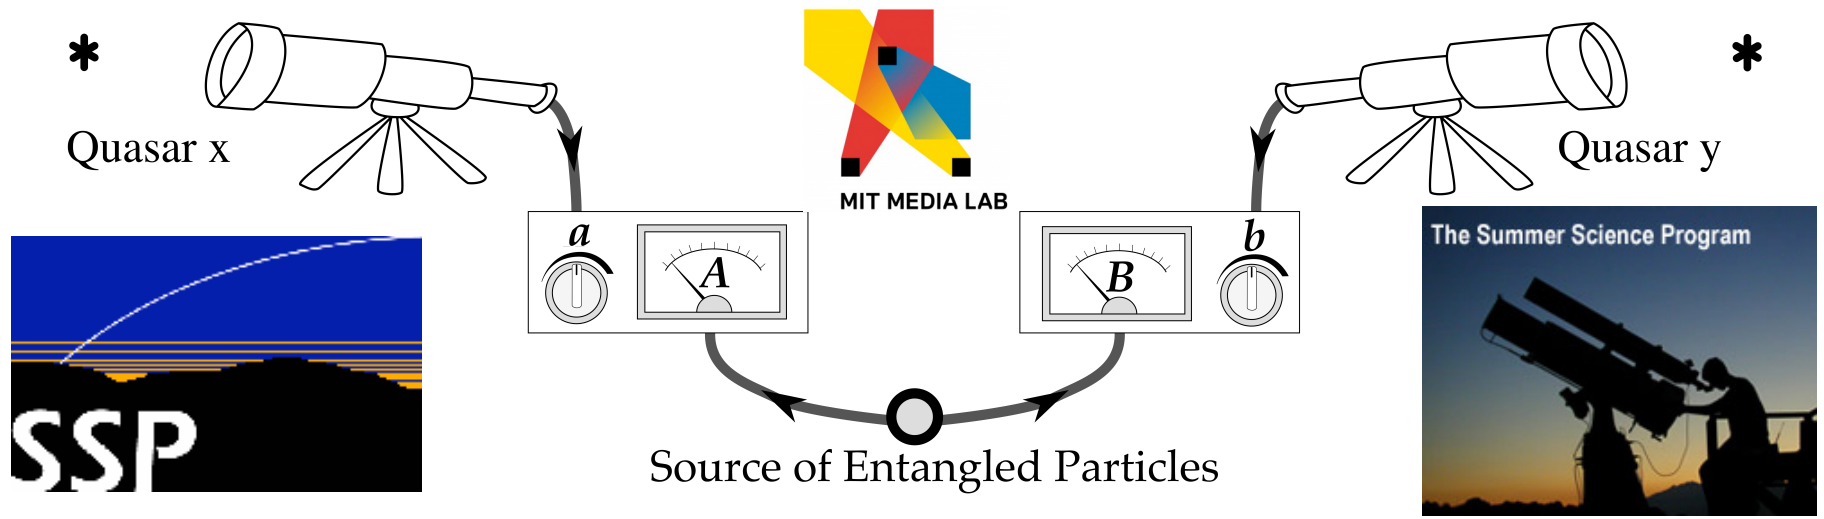 Quasar x
MIT MEDIA LAB
Quasar y
a
A
B
b
The Summer Science Program
SSP
Source of Entangled Particles